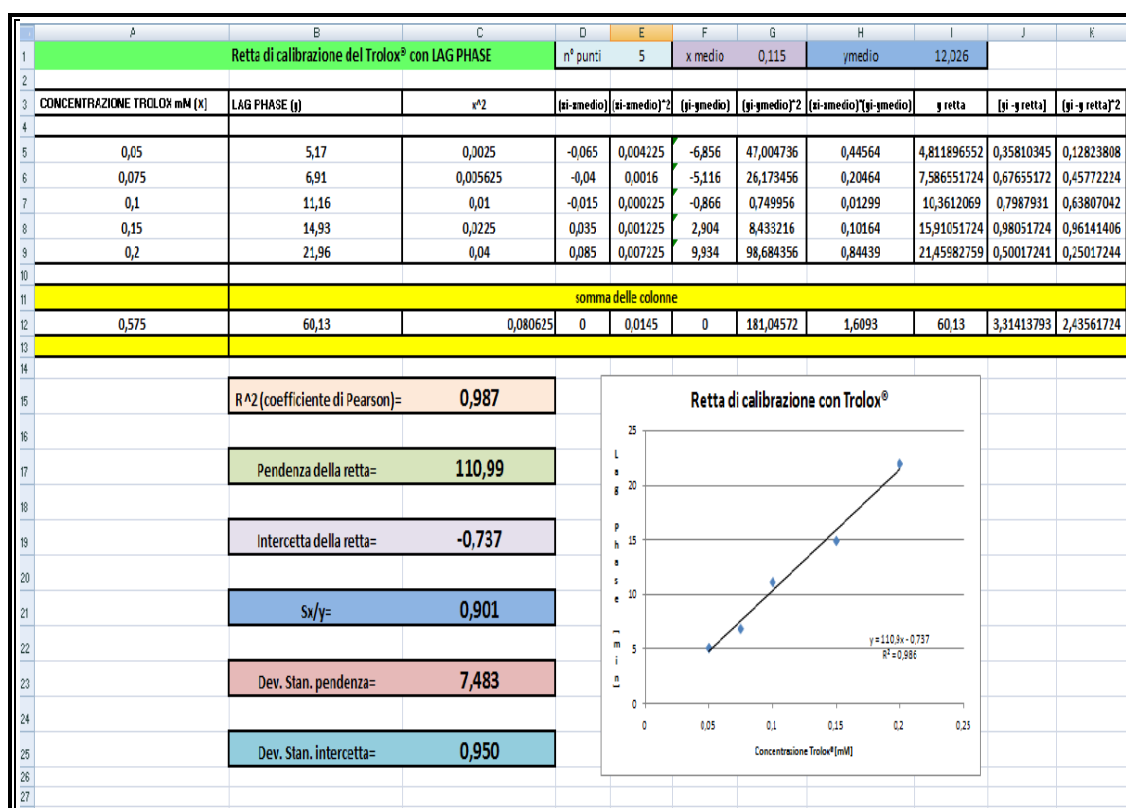 A B C D E F G H I J K
1 Retta di calibrazione del Trolox® con LAG PHASE n° punti 5 x medio 0,115 ymedio 12,026
2
3 CONCENTRAZIONE TROLOX mM (X) LAG PHASE (y) x^2 (xi-xmedio) (xi-xmedio)^2 (yi-ymedio) (yi-ymedio)^2 (xi-xmedio)*(yi-ymedio) y retta [yi -y retta] (yi -y retta)^2
4
5 0,05 5,17 0,0025 -0,065 0,004225 -6,856 47,004736 0,44564 4,811896552 0,35810345 0,12823808
6 0,075 6,91 0,005625 -0,04 0,0016 -5,116 26,173456 0,20464 7,586551724 0,67655172 0,45772224
7 0,1 11,16 0,01 -0,015 0,000225 -0,866 0,749956 0,01299 10,3612069 0,7987931 0,63807042
8 0,15 14,93 0,0225 0,035 0,001225 2,904 8,433216 0,10164 15,91051724 0,98051724 0,96141406
9 0,2 21,96 0,04 0,085 0,007225 9,934 98,684356 0,84439 21,45982759 0,50017241 0,25017244
10
11 somma delle colonne
12 0,575 60,13 0,080625 0 0,0145 0 181,04572 1,6093 60,13 3,31413793 2,43561724
13
14
15 R^2 (coefficiente di Pearson)= 0,987
16
17 Pendenza della retta= 110,99
18
19 Intercetta della retta= -0,737
20
21 Sx/y= 0,901
22
23 Dev. Stan. pendenza= 7,483
24
25 Dev. Stan. intercetta= 0,950
26
27
Retta di calibrazione con Trolox®
Lag Phase (min)
25
20
15
10
5
0
y = 110,9x - 0,737
R² = 0,986
0 0,05 0,1 0,15 0,2 0,25
Concentrazione Trolox® [mM]